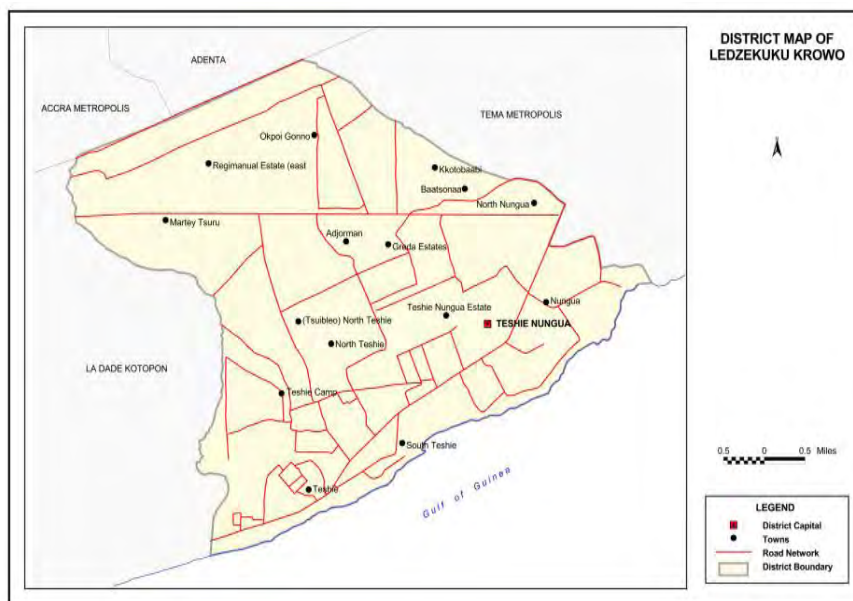 DISTRICT MAP OF
LEDZEKUKU KROWO
ADENTA
ACCRA METROPOLIS
TEMA METROPOLIS
Okpoi Gonno
Regimanual Estate (east
Kkotobaabi
Baatsonaa
North Nungua
Martey Tsuru
Adjorman
Greda Estates
Nungua
Teshie Nungua Estate
(Tsuibleo) North Teshie
TESHIE NUNGUA
North Teshie
LA DADE KOTOPON
Teshie Camp
South Teshie
Teshie
Gulf of Guinea
0.5 0 0.5 Miles
LEGEND
District Capital
Towns
Road Network
District Boundary